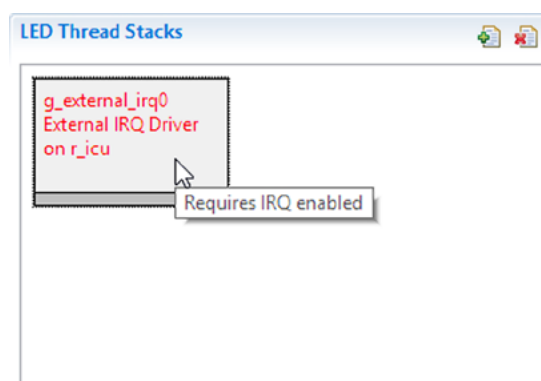 LED Thread Stacks
g_external_irq0
External IRQ Driver
on r_icu
Requires IRQ enabled